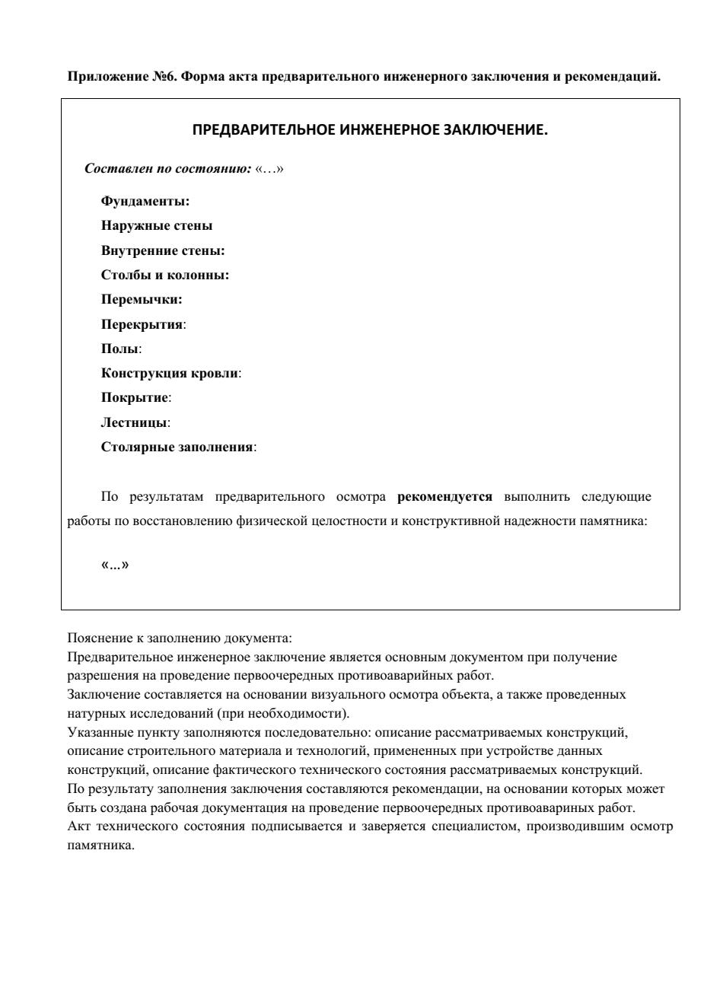 Приложение №6. Форма акта предварительного инженерного заключения и рекомендаций.
ПРЕДВАРИТЕЛЬНОЕ ИНЖЕНЕРНОЕ ЗАКЛЮЧЕНИЕ.
Составлен по состоянию: «…»
Фундаменты:
Наружные стены
Внутренние стены:
Столбы и колонны:
Перемычки:
Перекрытия:
Полы:
Конструкция кровли:
Покрытие:
Лестницы:
Столярные заполнения:
По результатам предварительного осмотра рекомендуется выполнить следующие
работы по восстановлению физической целостности и конструктивной надежности памятника:
«…»
Пояснение к заполнению документа:
Предварительное инженерное заключение является основным документом при получение
разрешения на проведение первоочередных противоаварийных работ.
Заключение составляется на основании визуального осмотра объекта, а также проведенных
натурных исследований (при необходимости).
Указанные пункту заполняются последовательно: описание рассматриваемых конструкций,
описание строительного материала и технологий, примененных при устройстве данных
конструкций, описание фактического технического состояния рассматриваемых конструкций.
По результату заполнения заключения составляются рекомендации, на основании которых может
быть создана рабочая документация на проведение первоочередных противоавариных работ.
Акт технического состояния подписывается и заверяется специалистом, производившим осмотр
памятника.